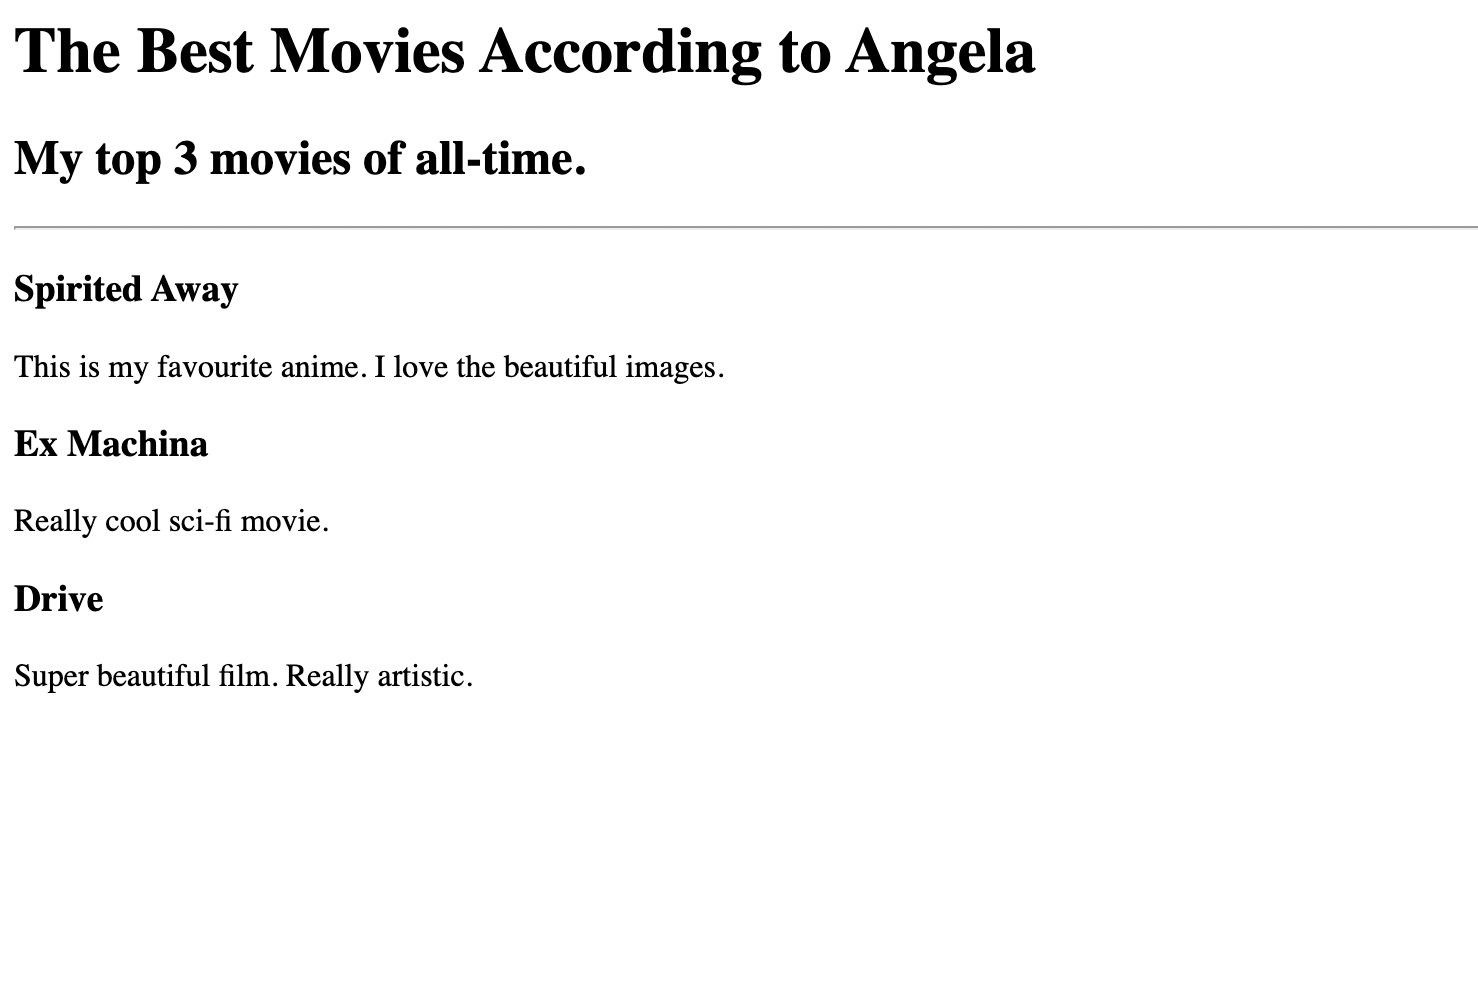 The Best Movies According to Angela
My top 3 movies of all-time.
Spirited Away
This is my favourite anime. I love the beautiful images.
Ex Machina
Really cool sci-fi movie.
Drive
Super beautiful film. Really artistic.